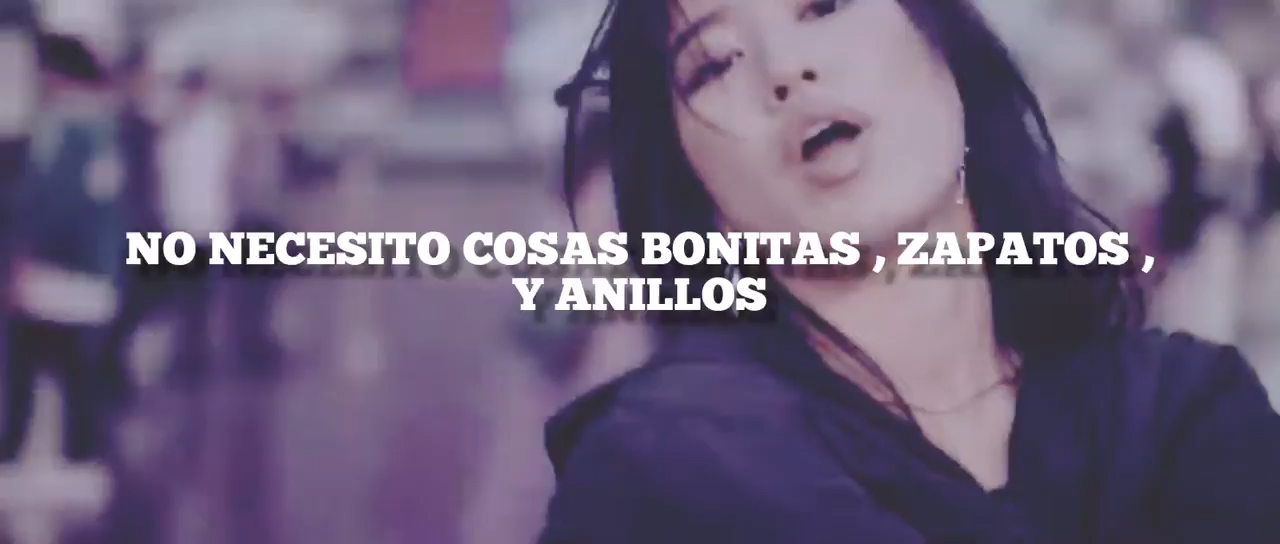 NO NECESITO COSAS BONITAS , ZAPATOS ,
Y ANILLOS